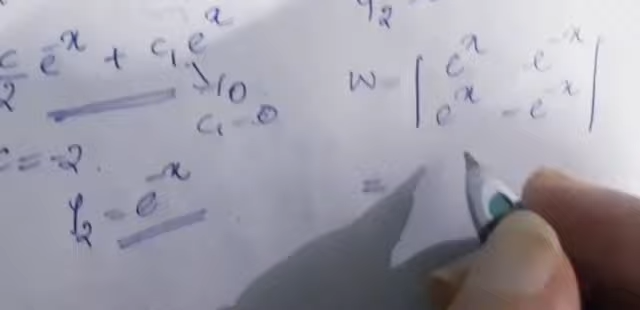 c/2 e^-x + c₁ e^x
→ 0
c₁ = 0
c = -2.
y₂ = e^-x
y₂
W = | e^x e^-x |
| e^x -e^-x |
=